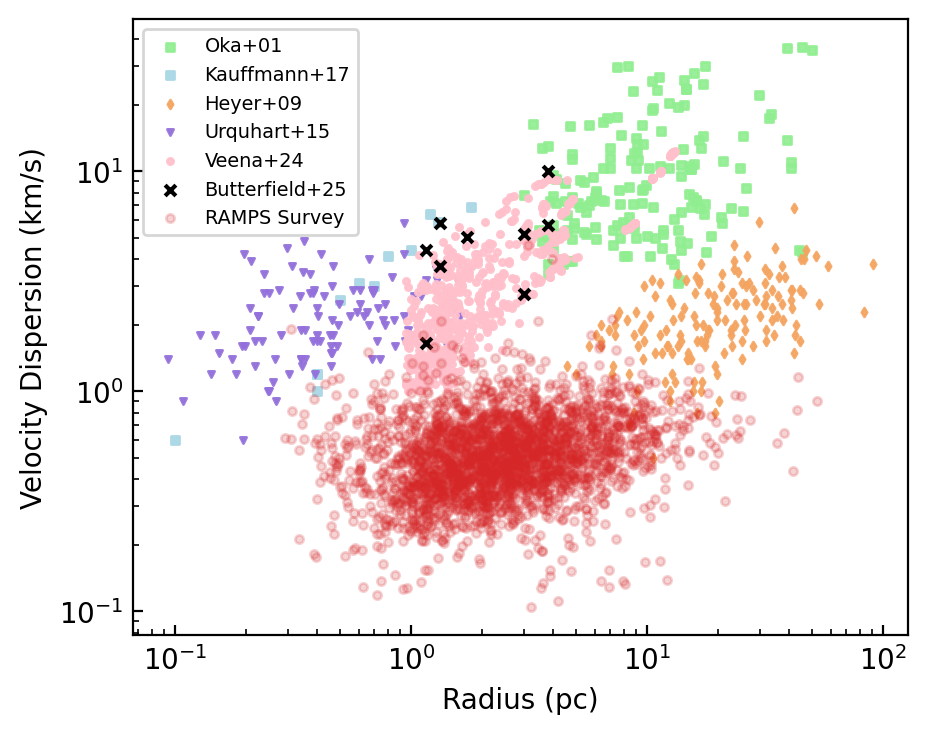 Oka+01
Kauffmann+17
Heyer+09
Urquhart+15
Veena+24
Butterfield+25
RAMPS Survey
Velocity Dispersion (km/s)
10¹
10⁰
10⁻¹
10⁻¹ 10⁰ 10¹ 10²
Radius (pc)